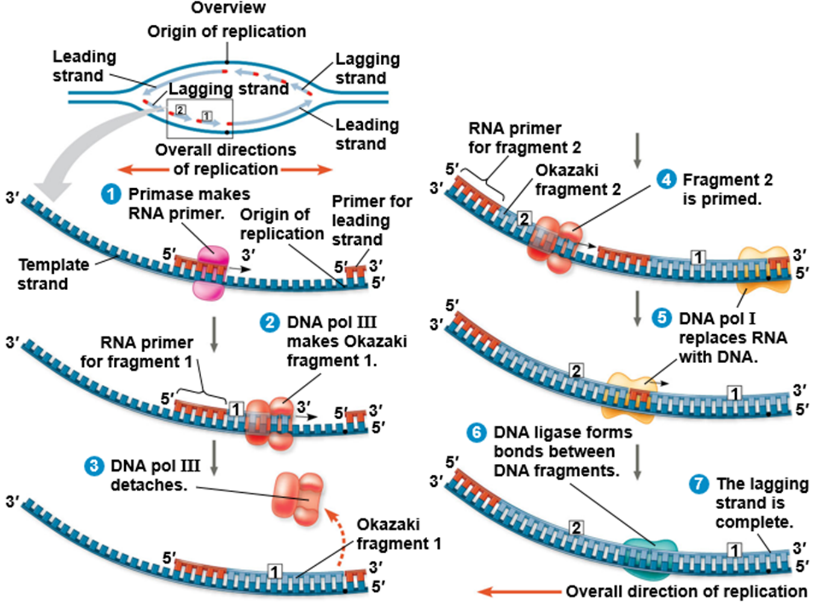 Overview
Origin of replication
Leading
strand
Lagging
strand
Lagging strand
2
1
Leading
strand
Overall directions
of replication
1 Primase makes
RNA primer.
3′
Template
strand
5′
3′
Origin of
replication
Primer for
leading
strand
5′ 3′
5′
2 DNA pol III
makes Okazaki
fragment 1.
RNA primer
for fragment 1
3′
5′
1
3′
5′ 3′
5′
3 DNA pol III
detaches.
3′
5′
1
Okazaki
fragment 1
3′
5′
RNA primer
for fragment 2
5′
3′
Okazaki
fragment 2
2
4 Fragment 2
is primed.
1
3′
5′
5 DNA pol I
replaces RNA
with DNA.
5′
3′
2
1
3′
5′
6 DNA ligase forms
bonds between
DNA fragments.
7 The lagging
strand is
complete.
5′
3′
2
1
3′
5′
Overall direction of replication